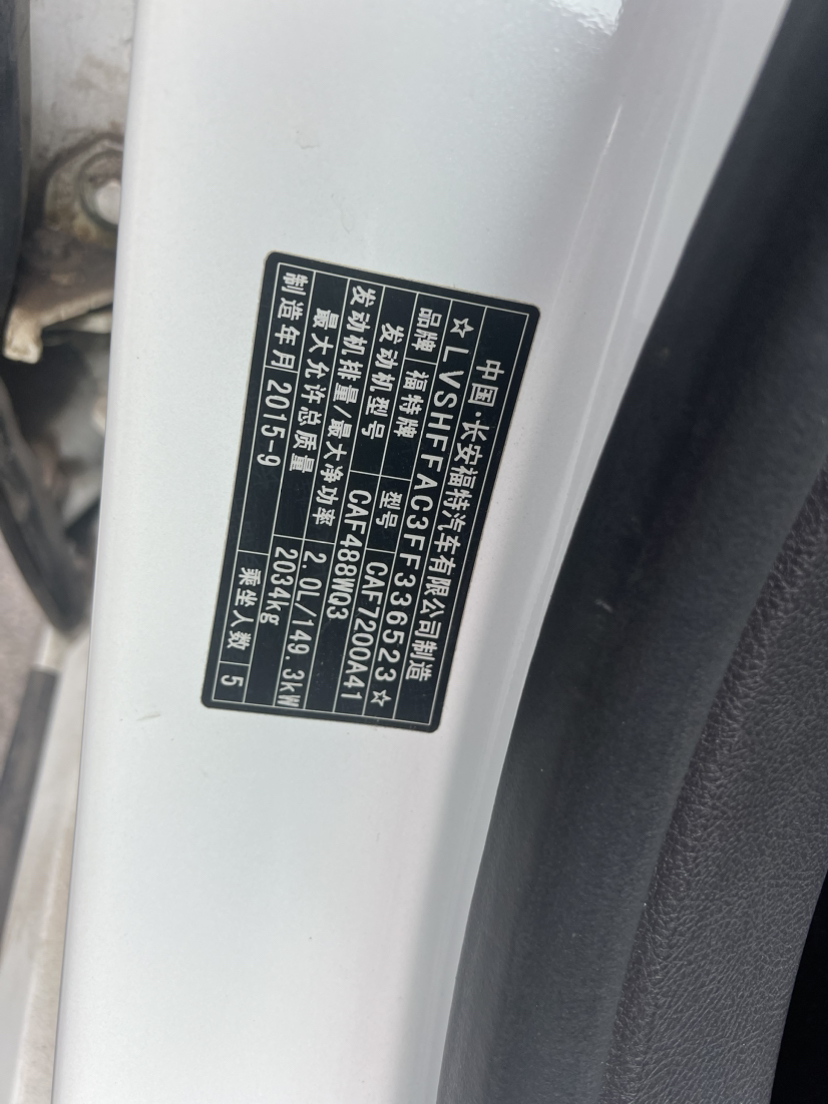 中国·长安福特汽车有限公司制造
☆LVSHFFAC3FF336523☆
品牌 福特牌 型号 CAF7200A41
发动机型号 CAF488WQ3
发动机排量/最大净功率 2.0L/149.3kW
最大允许总质量 2034kg
制造年月 2015-9 乘坐人数 5